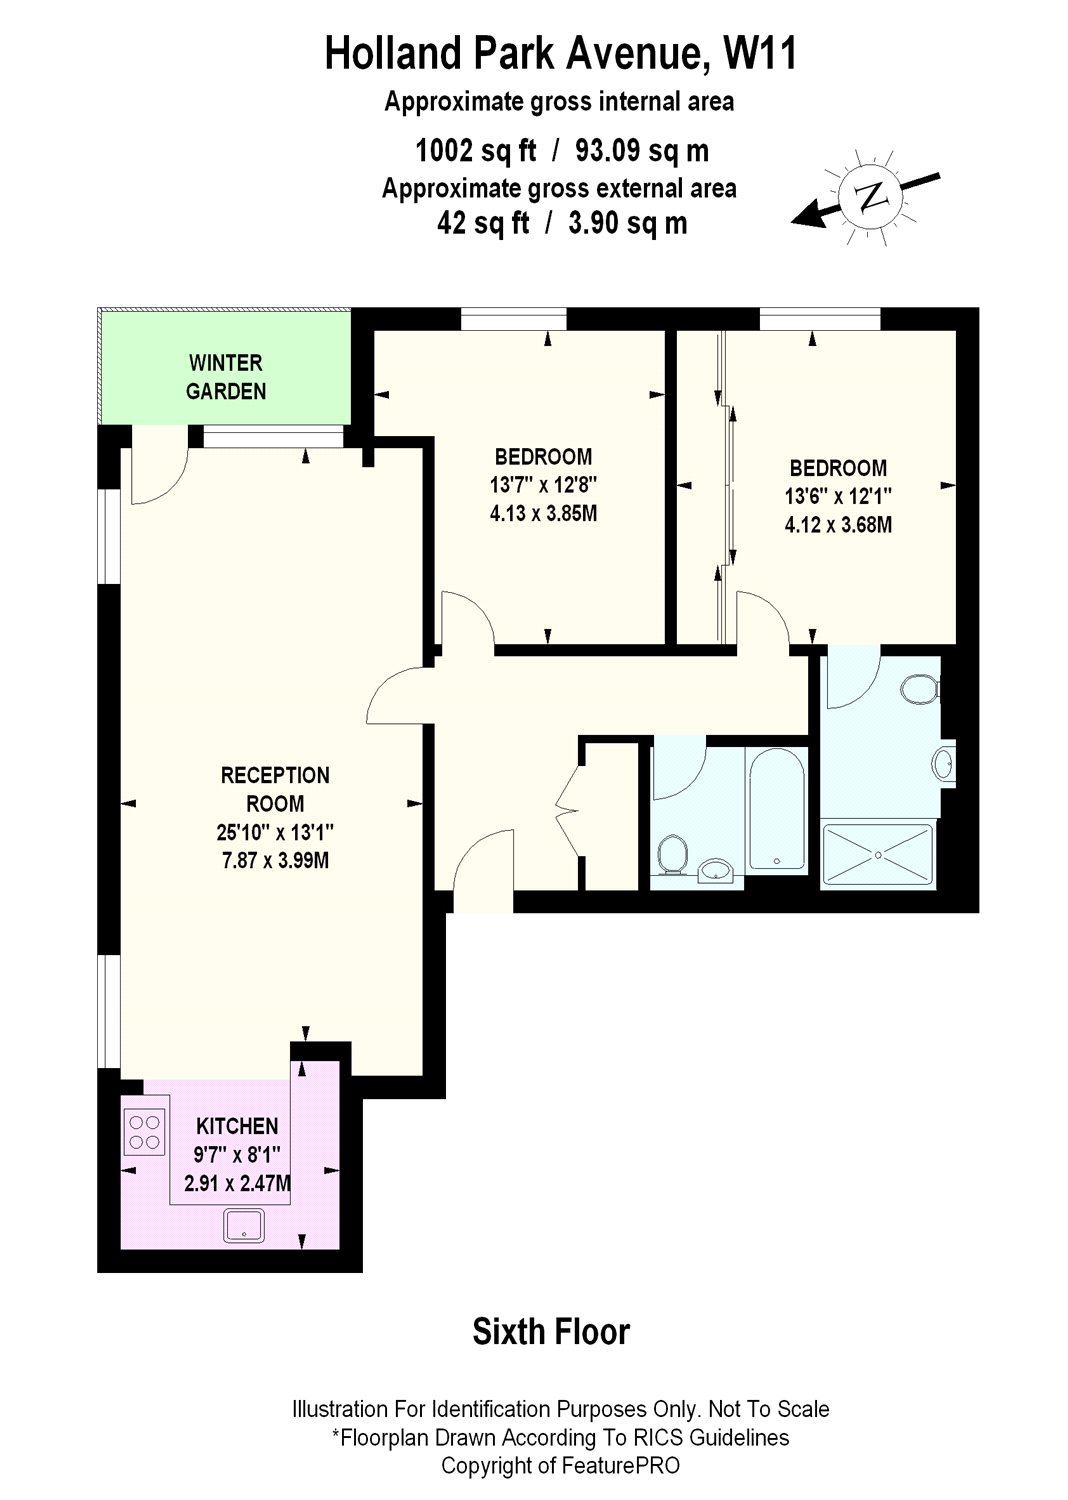 Holland Park Avenue, W11
Approximate gross internal area
1002 sq ft / 93.09 sq m
Approximate gross external area
42 sq ft / 3.90 sq m
N
WINTER
GARDEN
BEDROOM
13'7" x 12'8"
4.13 x 3.85M
BEDROOM
13'6" x 12'1"
4.12 x 3.68M
RECEPTION
ROOM
25'10" x 13'1"
7.87 x 3.99M
KITCHEN
9'7" x 8'1"
2.91 x 2.47M
Sixth Floor
Illustration For Identification Purposes Only. Not To Scale
*Floorplan Drawn According To RICS Guidelines
Copyright of FeaturePRO